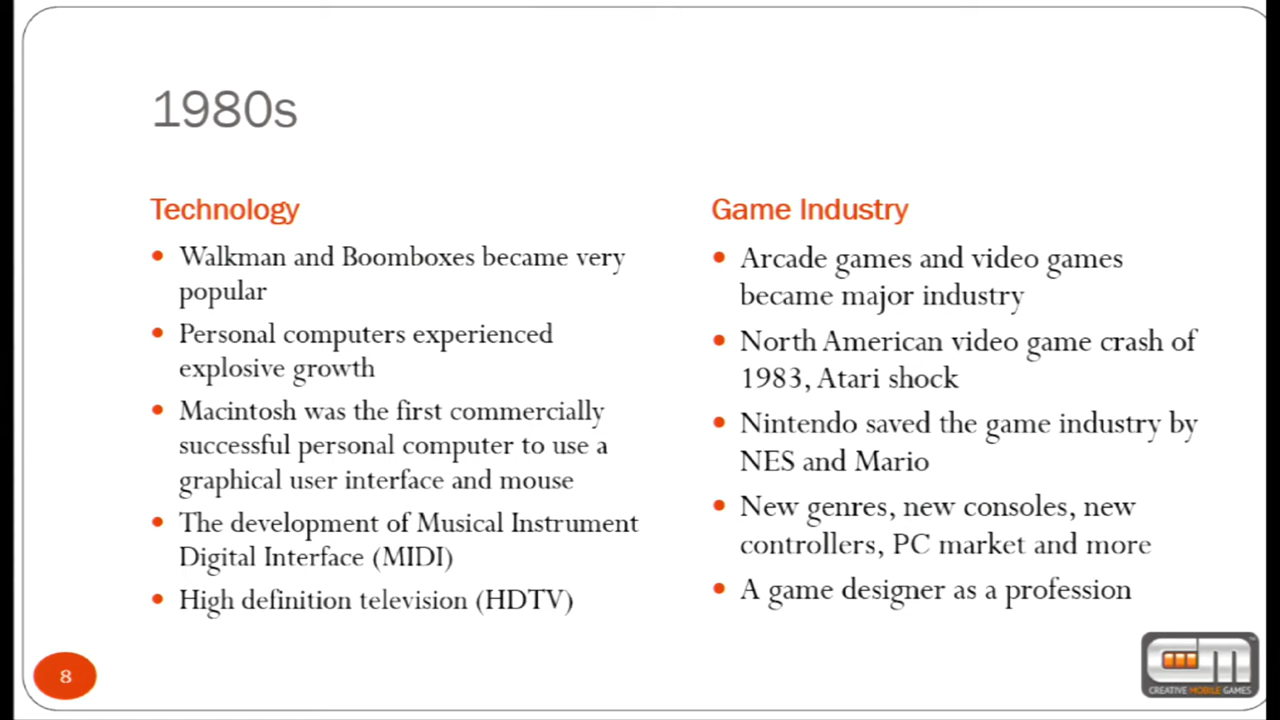 1980s
Technology
• Walkman and Boomboxes became very
popular
• Personal computers experienced
explosive growth
• Macintosh was the first commercially
successful personal computer to use a
graphical user interface and mouse
• The development of Musical Instrument
Digital Interface (MIDI)
• High definition television (HDTV)
Game Industry
• Arcade games and video games
became major industry
• North American video game crash of
1983, Atari shock
• Nintendo saved the game industry by
NES and Mario
• New genres, new consoles, new
controllers, PC market and more
• A game designer as a profession
8
CREATIVE MOBILE GAMES